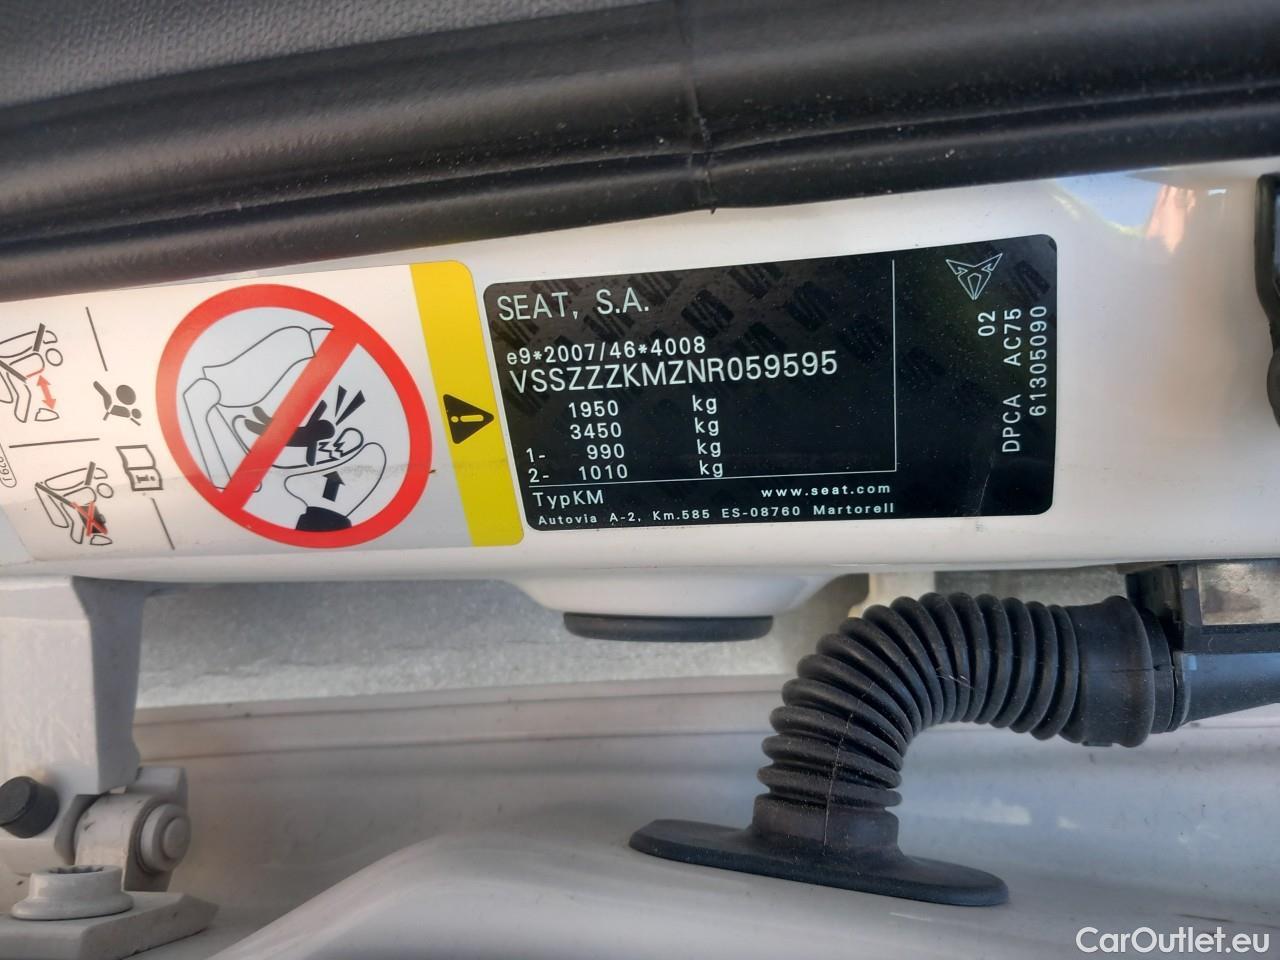 SEAT, S.A.
e9*2007/46*4008
VSSZZZKMZNR059595
1950 kg
3450 kg
1- 990 kg
2- 1010 kg
TypKM www.seat.com
Autovia A-2, Km.585 ES-08760 Martorell
02
DPCA AC75
61305090
CarOutlet.eu